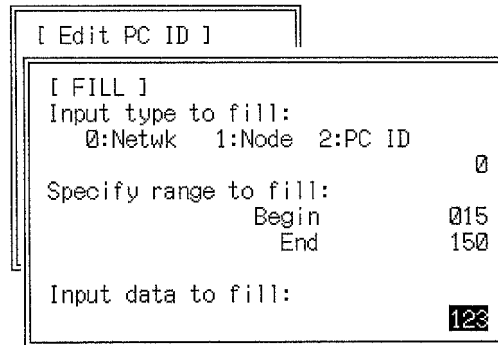 [ Edit PC ID ]
[ FILL ]
Input type to fill:
0:Netwk 1:Node 2:PC ID
0
Specify range to fill:
Begin 015
End 150
Input data to fill:
123